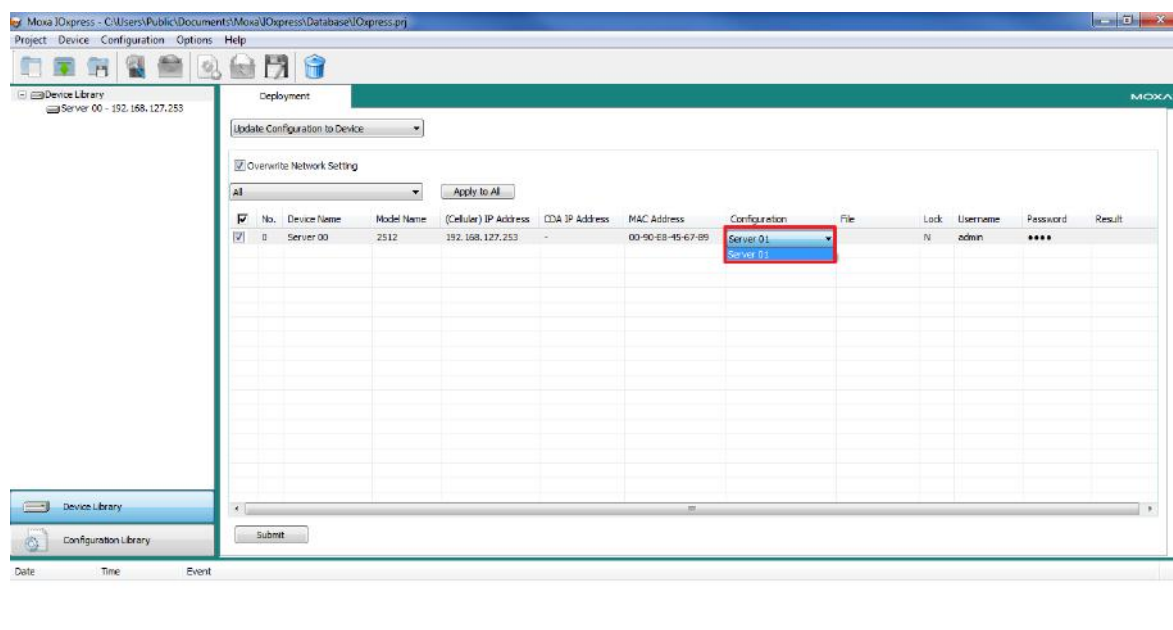 Moxa IOxpress - C:\Users\Public\Documents\Moxa\IOxpress\Database\IOxpress.prj
Project Device Configuration Options Help
Device Library
Server 00 - 192.168.127.253
Deployment
MOXA
Update Configuration to Device
Overwrite Network Setting
All
Apply to All
No. Device Name Model Name (Cellular) IP Address CDA IP Address MAC Address Configuration File Lock Username Password Result
0 Server 00 2512 192.168.127.253 - 00-90-E8-45-67-89 Server 01 N admin ••••
Server 01
Device Library
Configuration Library
Submit
Date Time Event